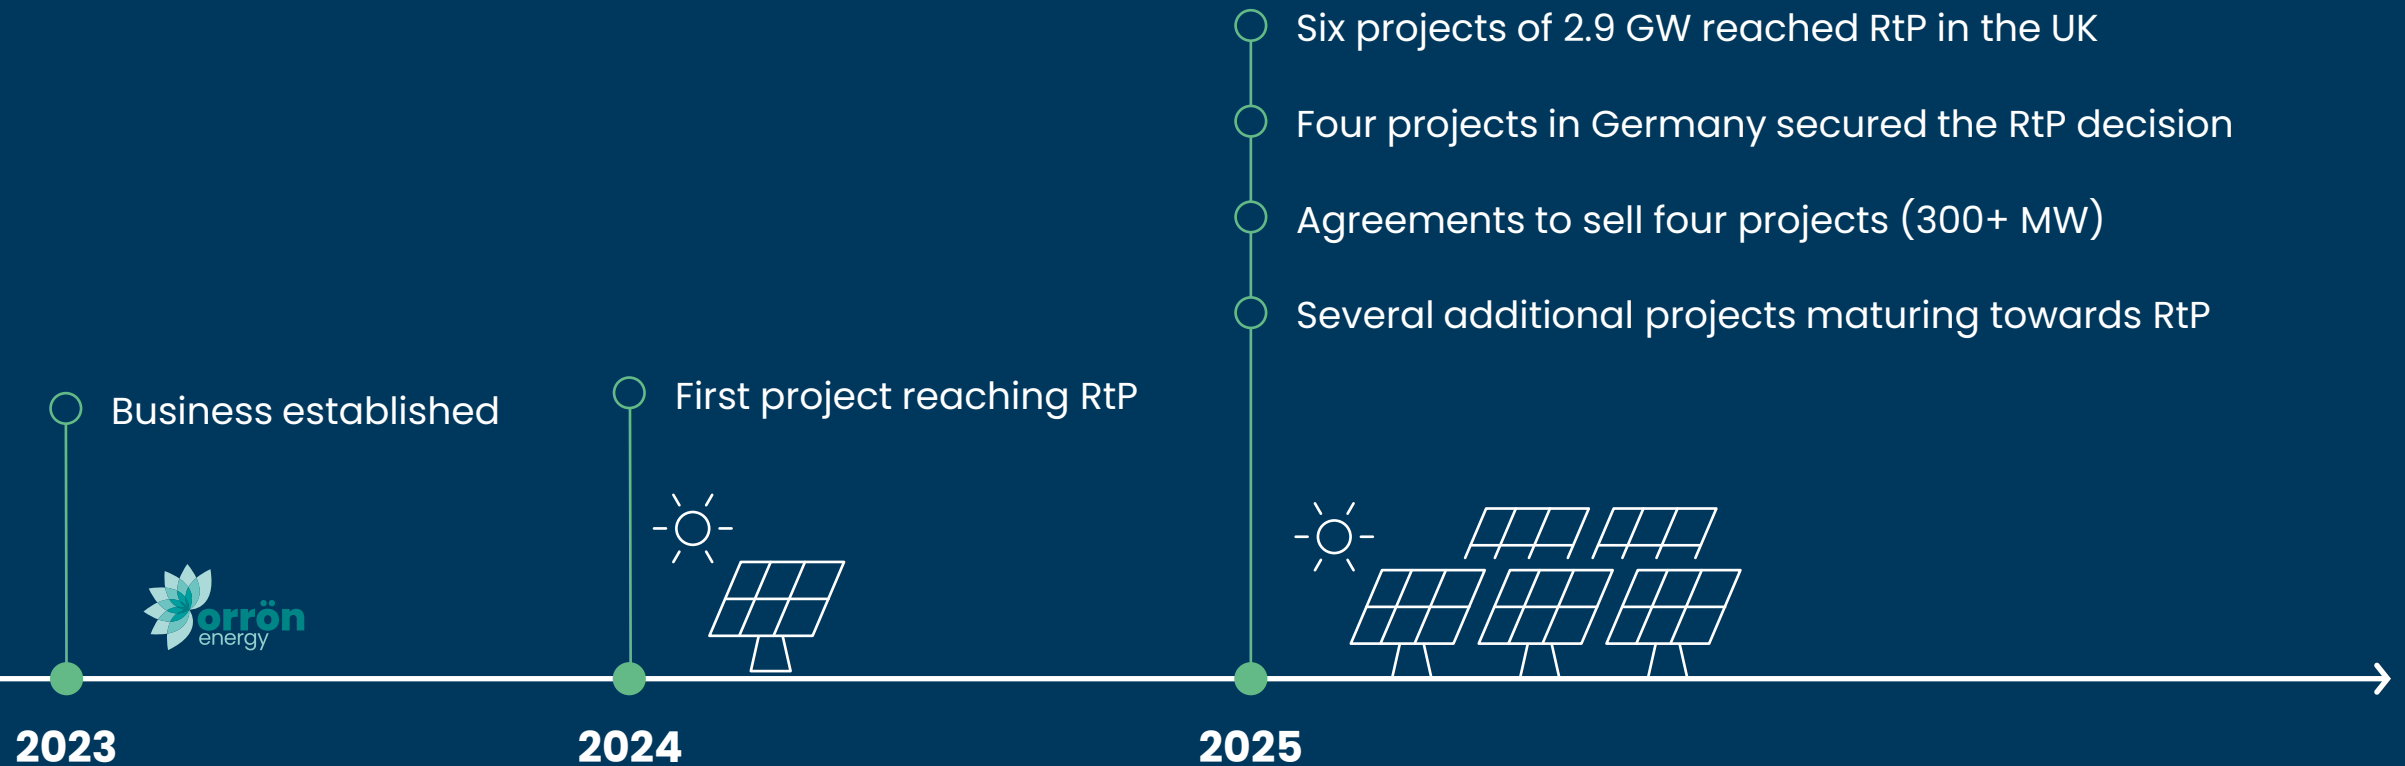 Six projects of 2.9 GW reached RtP in the UK
Four projects in Germany secured the RtP decision
Agreements to sell four projects (300+ MW)
Several additional projects maturing towards RtP
Business established
First project reaching RtP
orrön
energy
2023
2024
2025